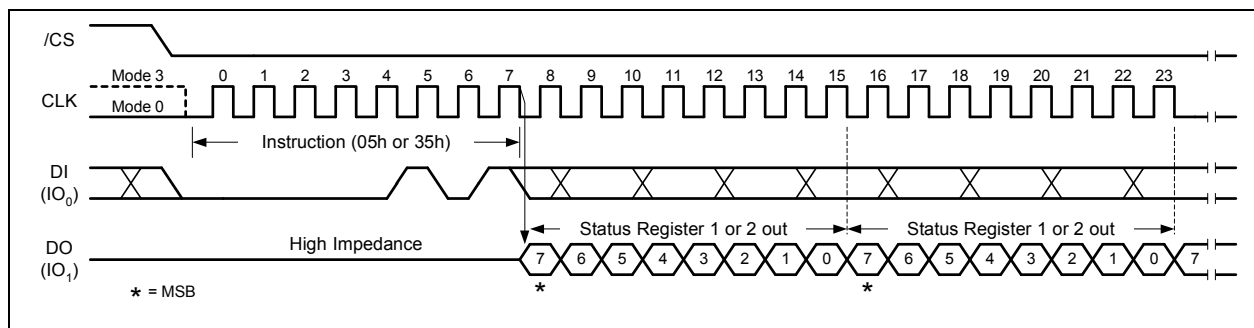 /CS
Mode 3
0 1 2 3 4 5 6 7 8 9 10 11 12 13 14 15 16 17 18 19 20 21 22 23
CLK
Mode 0
Instruction (05h or 35h)
DI
(IO0)
Status Register 1 or 2 out Status Register 1 or 2 out
DO
(IO1)
High Impedance
7 6 5 4 3 2 1 0 7 6 5 4 3 2 1 0 7
* *
* = MSB